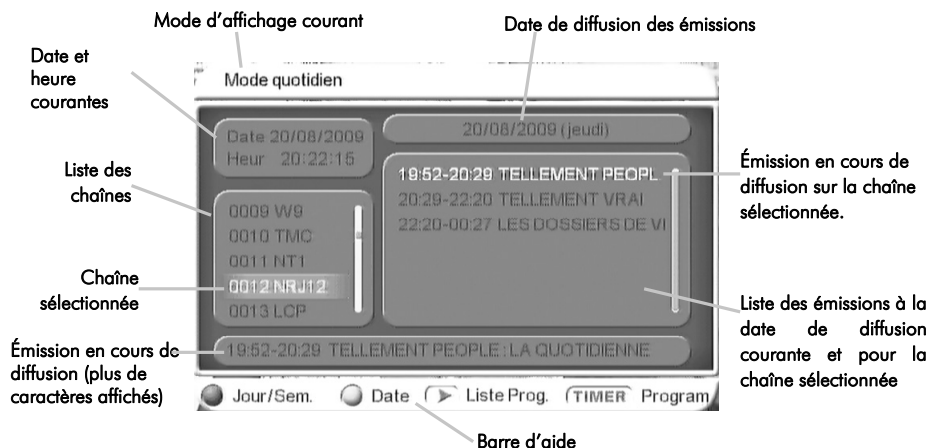 Mode d'affichage courant
Date de diffusion des émissions
Date et
heure
courantes
Mode quotidien
Date 20/08/2009
Heur 20:22:15
20/08/2009 (jeudi)
Liste des
chaînes
0009 W9
0010 TMC
0011 NT1
0012 NRJ12
0013 LCP
19:52-20:29 TELLEMENT PEOPL
20:29-22:20 TELLEMENT VRAI
22:20-00:27 LES DOSSIERS DE VI
Émission en cours de
diffusion sur la chaîne
sélectionnée.
Chaîne
sélectionnée
Liste des émissions à la
date de diffusion
courante et pour la
chaîne sélectionnée
Émission en cours de
diffusion (plus de
caractères affichés)
19:52-20:29 TELLEMENT PEOPLE : LA QUOTIDIENNE
Jour/Sem. Date Liste Prog. TIMER Program
Barre d'aide